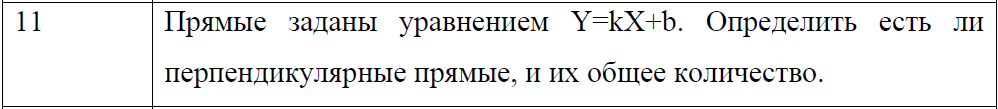 11
Прямые заданы уравнением Y=kX+b. Определить есть ли
перпендикулярные прямые, и их общее количество.